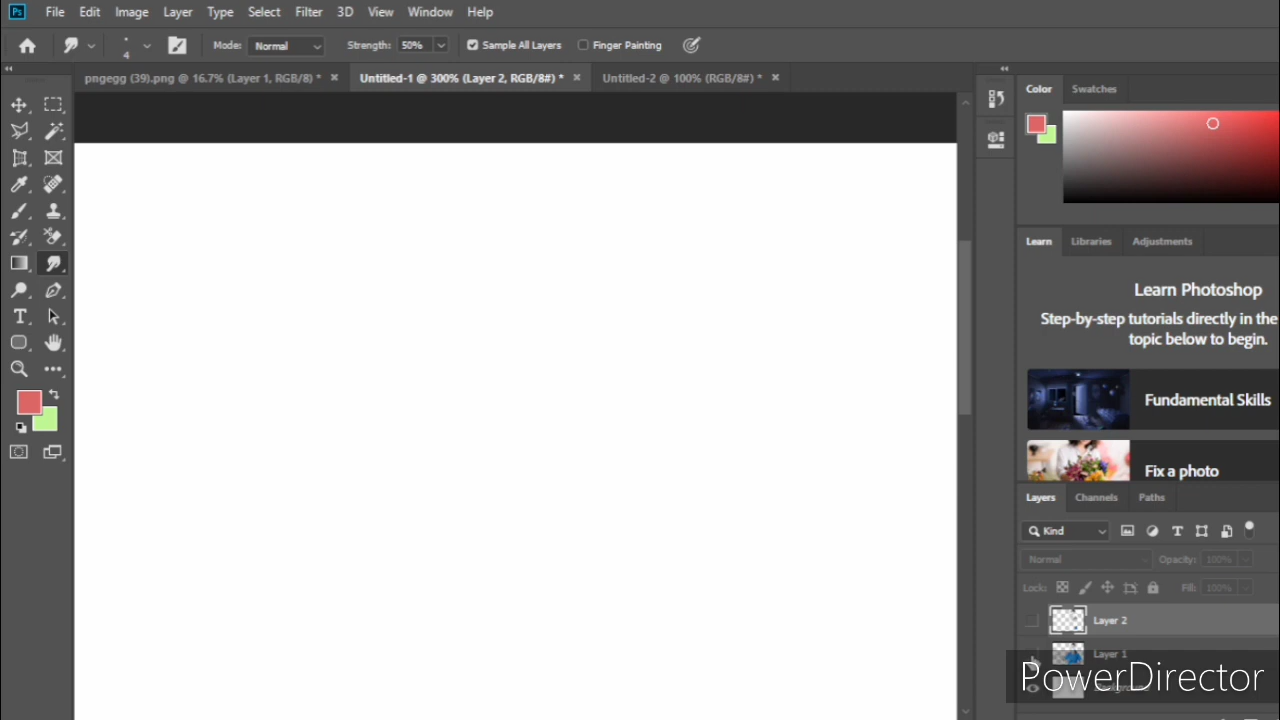 Ps File Edit Image Layer Type Select Filter 3D View Window Help
4 Mode: Normal Strength: 50% Sample All Layers Finger Painting
pngegg (39).png @ 16.7% (Layer 1, RGB/8) * × Untitled-1 @ 300% (Layer 2, RGB/8#) * × Untitled-2 @ 100% (RGB/8#) * ×
Color Swatches
Learn Libraries Adjustments
Learn Photoshop
Step-by-step tutorials directly in the
topic below to begin.
Fundamental Skills
Fix a photo
Layers Channels Paths
Kind
Normal Opacity: 100%
Lock: Fill: 100%
Layer 2
Layer 1
Background
PowerDirector